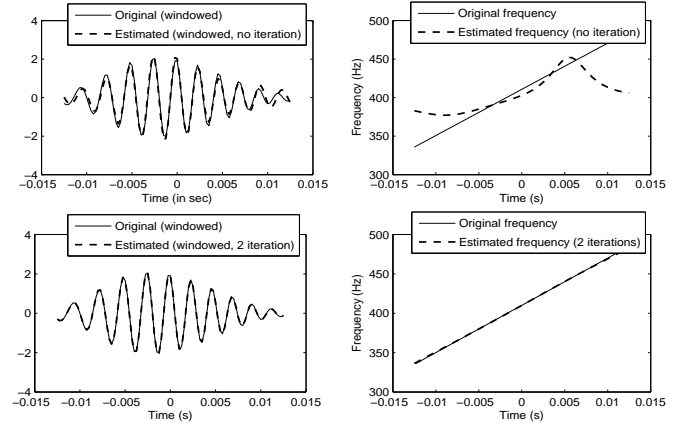 Original (windowed)
Estimated (windowed, no iteration)
4
2
0
−2
−4
−0.015 −0.01 −0.005 0 0.005 0.01 0.015
Time (in sec)
Original frequency
Estimated frequency (no iteration)
500
450
400
350
300
Frequency (Hz)
−0.015 −0.01 −0.005 0 0.005 0.01 0.015
Time (s)
Original (windowed)
Estimated (windowed, 2 iteration)
4
2
0
−2
−4
−0.015 −0.01 −0.005 0 0.005 0.01 0.015
Time (s)
Original frequency
Estimated frequency (2 iterations)
500
450
400
350
300
Frequency (Hz)
−0.015 −0.01 −0.005 0 0.005 0.01 0.015
Time (s)